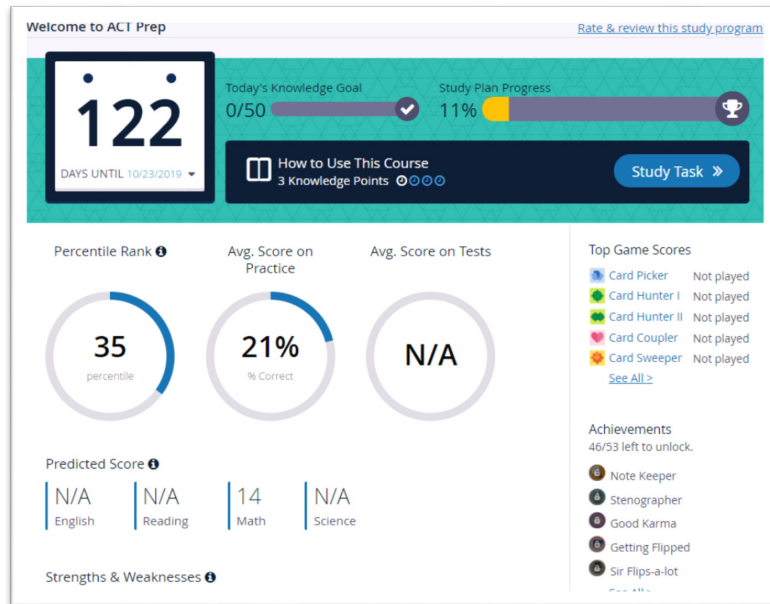 Welcome to ACT Prep
Rate & review this study program
122
DAYS UNTIL 10/23/2019
Today's Knowledge Goal
0/50
Study Plan Progress
11%
How to Use This Course
3 Knowledge Points
Study Task »
Percentile Rank
35
percentile
Avg. Score on
Practice
21%
% Correct
Avg. Score on Tests
N/A
Predicted Score
N/A
English
N/A
Reading
14
Math
N/A
Science
Strengths & Weaknesses
Top Game Scores
Card Picker Not played
Card Hunter I Not played
Card Hunter II Not played
Card Coupler Not played
Card Sweeper Not played
See All >
Achievements
46/53 left to unlock.
Note Keeper
Stenographer
Good Karma
Getting Flipped
Sir Flips-a-lot
See All >